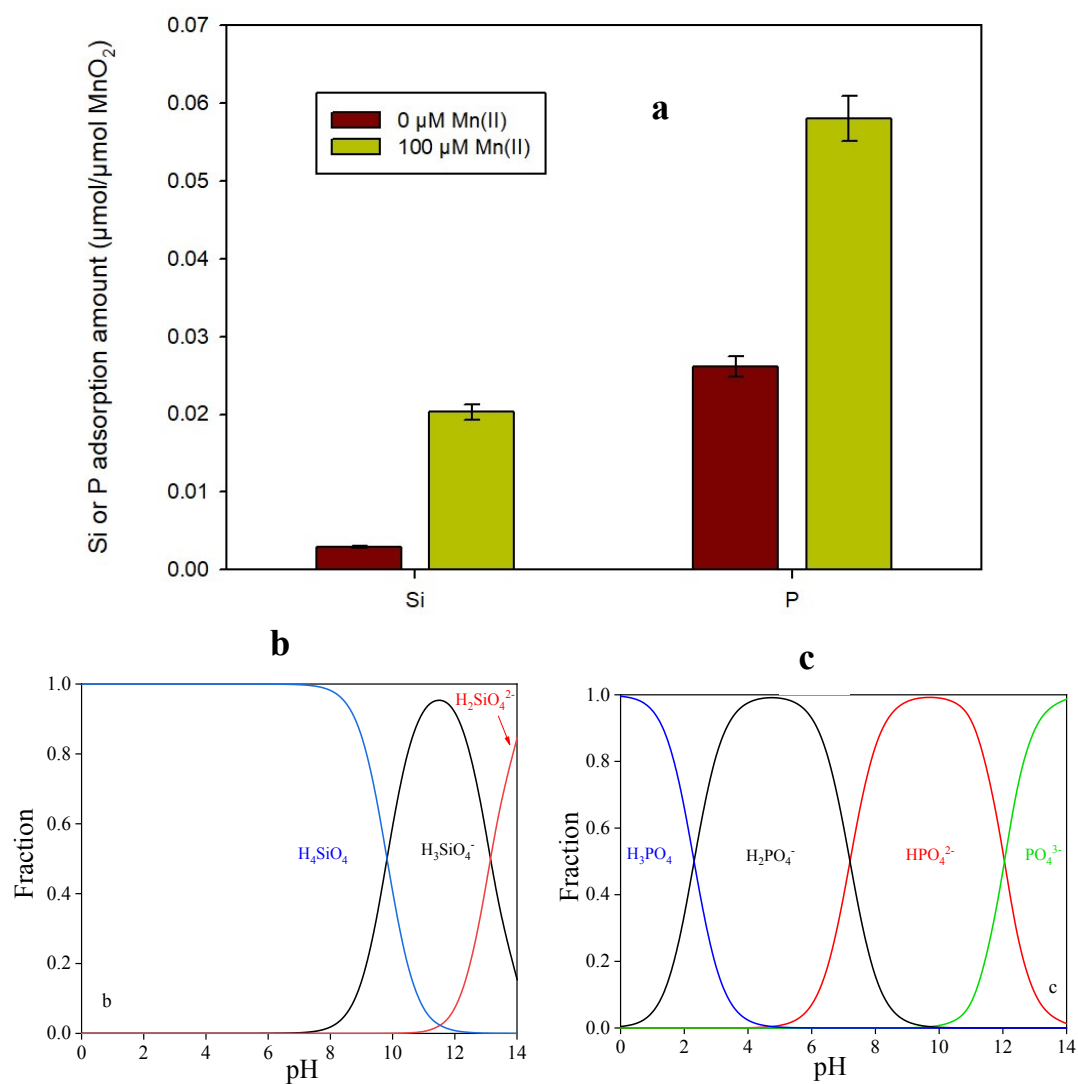 a
0 μM Mn(II)
100 μM Mn(II)
Si or P adsorption amount (μmol/μmol MnO₂)
0.07
0.06
0.05
0.04
0.03
0.02
0.01
0.00
Si P
b
Fraction
1.0
0.8
0.6
0.4
0.2
0.0
H₂SiO₄²⁻
H₄SiO₄
H₃SiO₄⁻
b
0 2 4 6 8 10 12 14
pH
c
Fraction
1.0
0.8
0.6
0.4
0.2
0.0
H₃PO₄ H₂PO₄⁻ HPO₄²⁻ PO₄³⁻
c
0 2 4 6 8 10 12 14
pH